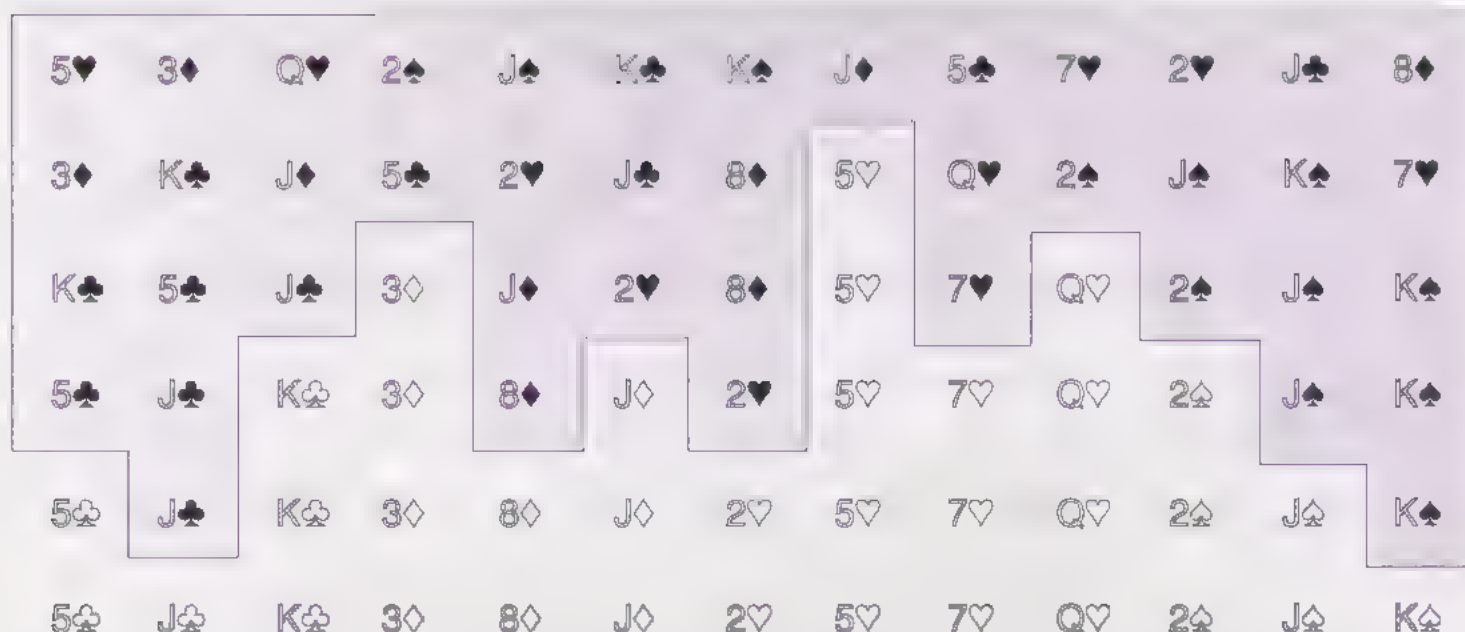 5♥ 3♦ Q♥ 2♠ J♠ K♣ K♠ J♦ 5♣ 7♥ 2♥ J♣ 8♦
3♦ K♣ J♦ 5♣ 2♥ J♣ 8♦ 5♡ Q♥ 2♠ J♠ K♠ 7♥
K♣ 5♣ J♣ 3♢ J♦ 2♥ 8♦ 5♡ 7♥ Q♡ 2♠ J♠ K♠
5♣ J♣ K♧ 3♢ 8♦ J♢ 2♥ 5♡ 7♡ Q♡ 2♤ J♠ K♠
5♧ J♣ K♧ 3♢ 8♢ J♢ 2♡ 5♡ 7♡ Q♡ 2♤ J♤ K♠
5♧ J♧ K♧ 3♢ 8♢ J♢ 2♡ 5♡ 7♡ Q♡ 2♤ J♤ K♤